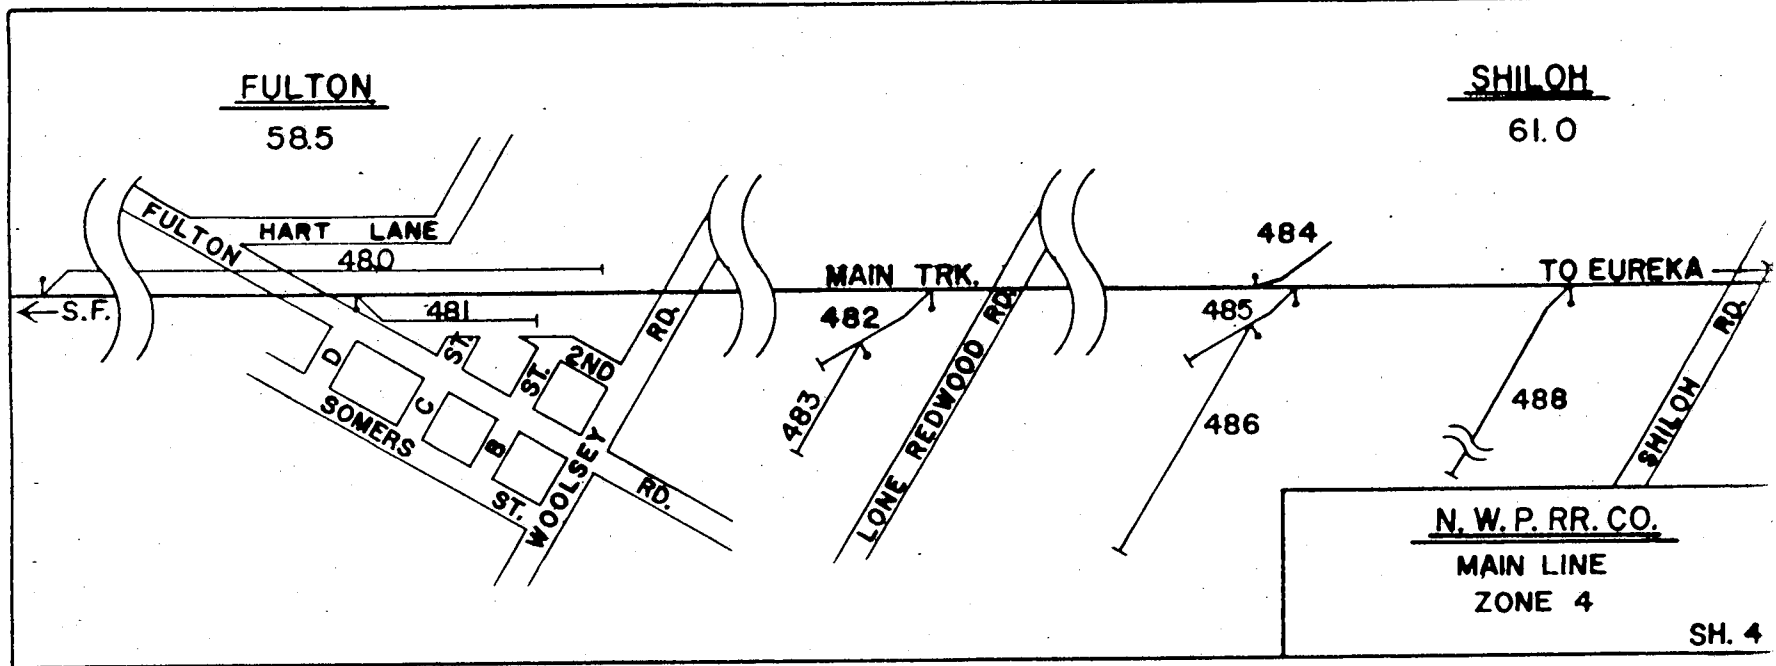 FULTON
58.5
SHILOH
61.0
FULTON
HART LANE
480
484
MAIN TRK.
TO EUREKA
← S.F.
481
482
485
RD.
RD.
RD.
ST.
2ND
ST.
D
C
B
SOMERS
ST.
WOOLSEY
RD.
483
LONE REDWOOD
486
488
SHILOH
N. W. P. RR. CO.
MAIN LINE
ZONE 4
SH. 4